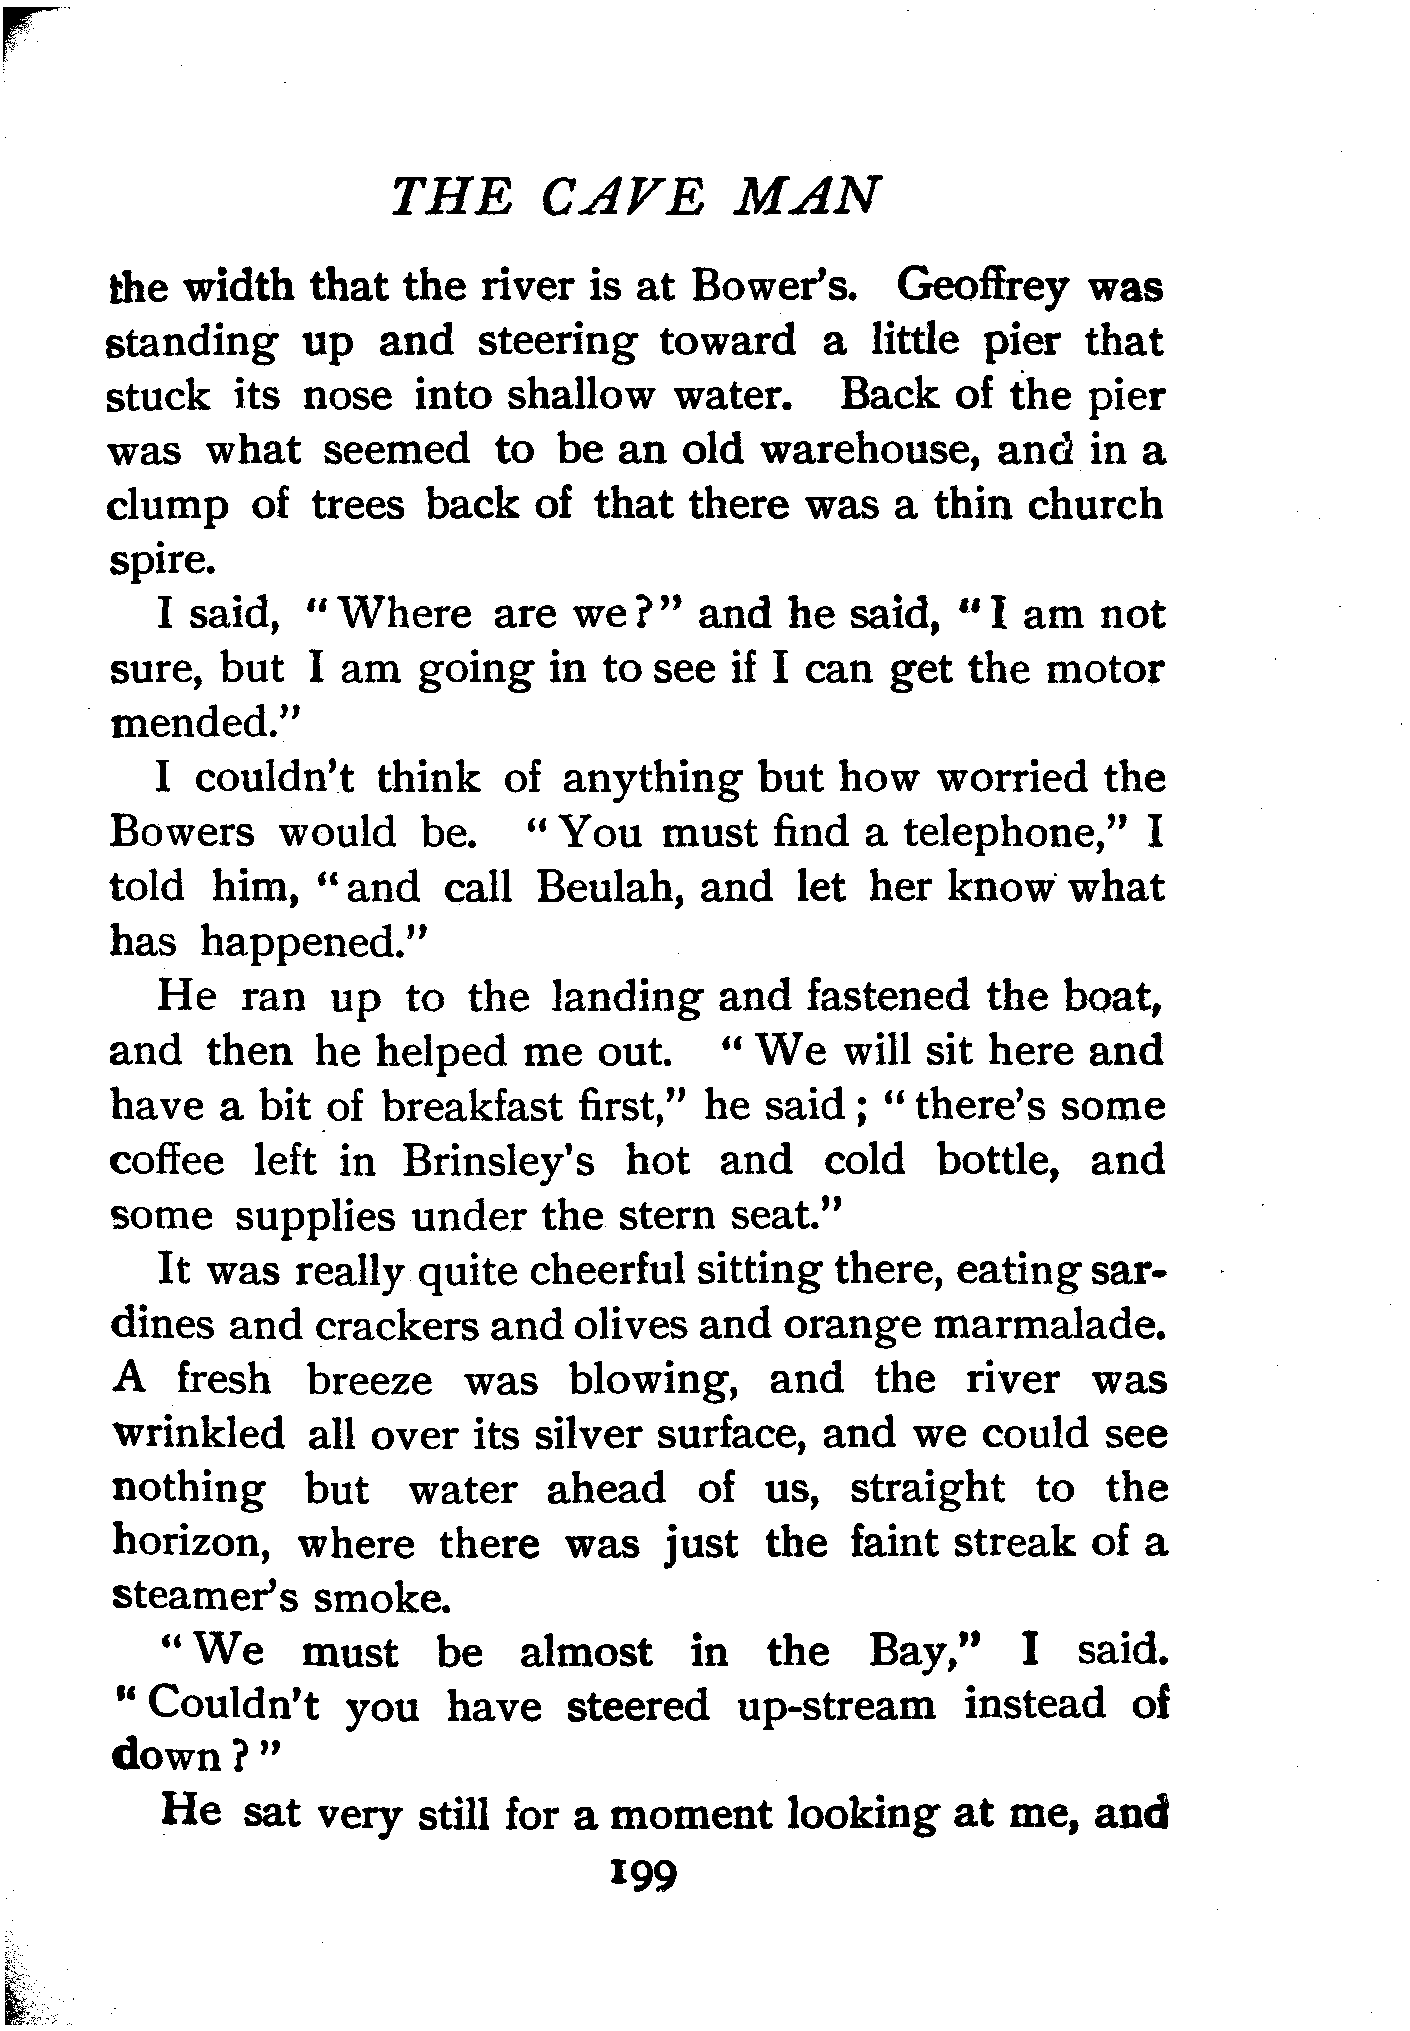 THE CAVE MAN
the width that the river is at Bower's. Geoffrey was
standing up and steering toward a little pier that
stuck its nose into shallow water. Back of the pier
was what seemed to be an old warehouse, and in a
clump of trees back of that there was a thin church
spire.
I said, "Where are we?" and he said, "I am not
sure, but I am going in to see if I can get the motor
mended."
I couldn't think of anything but how worried the
Bowers would be. "You must find a telephone," I
told him, "and call Beulah, and let her know what
has happened."
He ran up to the landing and fastened the boat,
and then he helped me out. "We will sit here and
have a bit of breakfast first," he said; "there's some
coffee left in Brinsley's hot and cold bottle, and
some supplies under the stern seat."
It was really quite cheerful sitting there, eating sar-
dines and crackers and olives and orange marmalade.
A fresh breeze was blowing, and the river was
wrinkled all over its silver surface, and we could see
nothing but water ahead of us, straight to the
horizon, where there was just the faint streak of a
steamer's smoke.
"We must be almost in the Bay," I said.
"Couldn't you have steered up-stream instead of
down?"
He sat very still for a moment looking at me, and
199